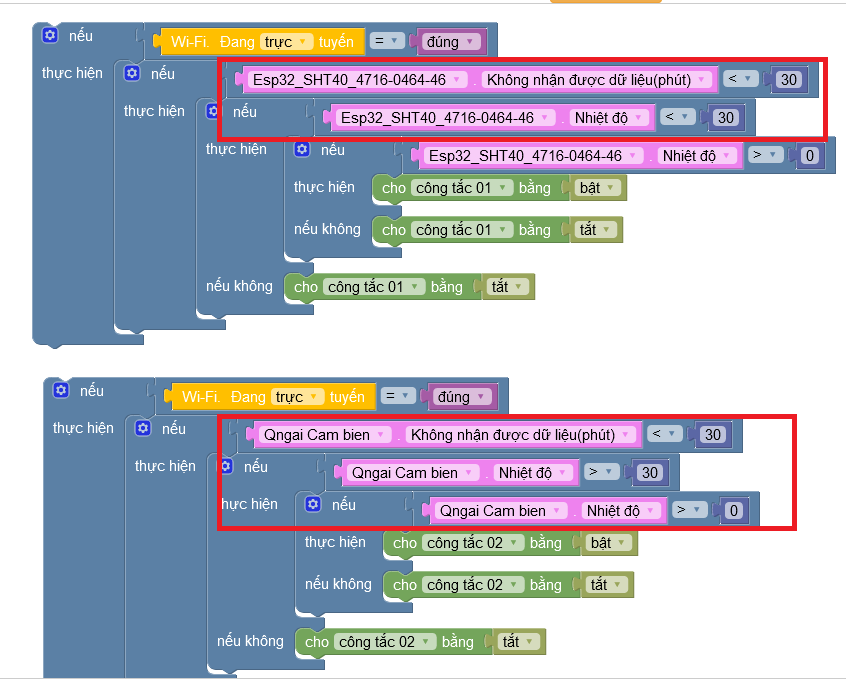 nếu Wi-Fi. Đang trực tuyến = đúng
thực hiện nếu Esp32_SHT40_4716-0464-46 . Không nhận được dữ liệu(phút) < 30
thực hiện nếu Esp32_SHT40_4716-0464-46 . Nhiệt độ < 30
thực hiện nếu Esp32_SHT40_4716-0464-46 . Nhiệt độ > 0
thực hiện cho công tắc 01 bằng bật
nếu không cho công tắc 01 bằng tắt
nếu không cho công tắc 01 bằng tắt
nếu Wi-Fi. Đang trực tuyến = đúng
thực hiện nếu Qngai Cam bien . Không nhận được dữ liệu(phút) < 30
thực hiện nếu Qngai Cam bien . Nhiệt độ > 30
hực hiện nếu Qngai Cam bien . Nhiệt độ > 0
thực hiện cho công tắc 02 bằng bật
nếu không cho công tắc 02 bằng tắt
nếu không cho công tắc 02 bằng tắt